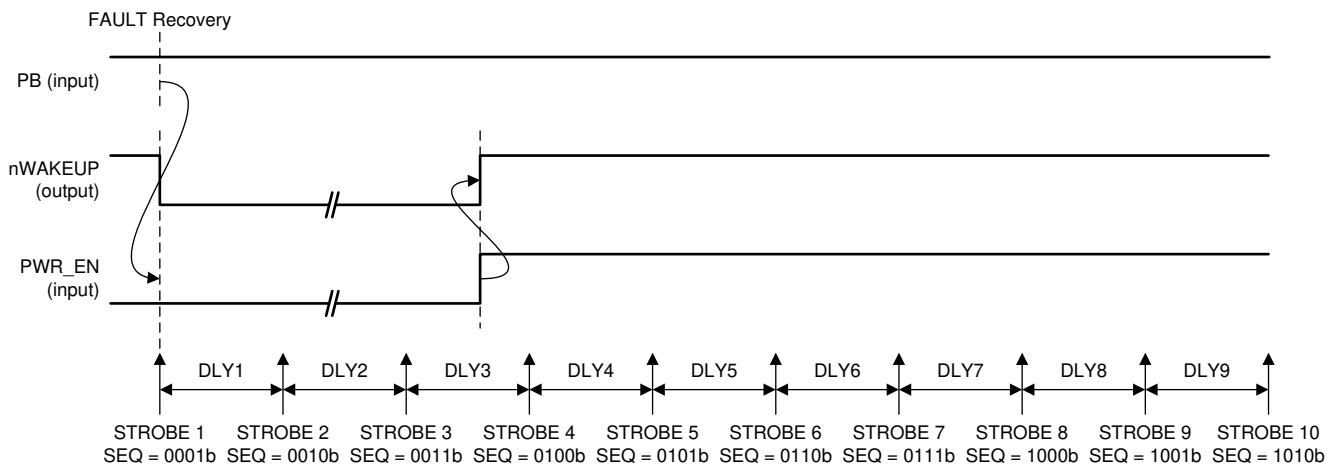 FAULT Recovery
PB (input)
nWAKEUP
(output)
PWR_EN
(input)
DLY1 DLY2 DLY3 DLY4 DLY5 DLY6 DLY7 DLY8 DLY9
STROBE 1 STROBE 2 STROBE 3 STROBE 4 STROBE 5 STROBE 6 STROBE 7 STROBE 8 STROBE 9 STROBE 10
SEQ = 0001b SEQ = 0010b SEQ = 0011b SEQ = 0100b SEQ = 0101b SEQ = 0110b SEQ = 0111b SEQ = 1000b SEQ = 1001b SEQ = 1010b